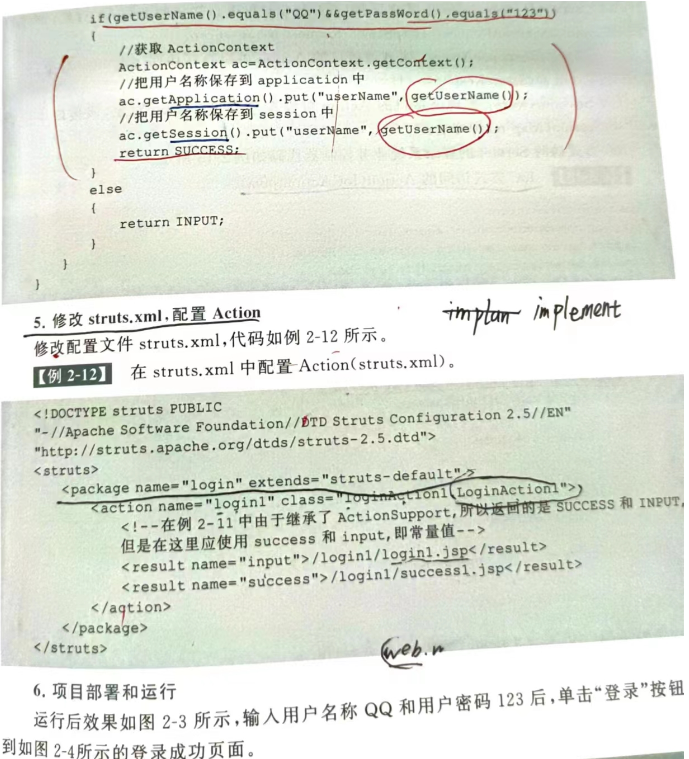 if(getUserName().equals("QQ")&&getPassWord().equals("123"))
{
//获取 ActionContext
ActionContext ac=ActionContext.getContext();
//把用户名称保存到 application 中
ac.getApplication().put("userName",getUserName());
//把用户名称保存到 session 中
ac.getSession().put("userName",getUserName());
return SUCCESS;
}
else
{
return INPUT;
}
}
}
5. 修改 struts.xml,配置 Action
implan implement
修改配置文件 struts.xml,代码如例 2-12 所示。
【例 2-12】 在 struts.xml 中配置 Action(struts.xml)。
<!DOCTYPE struts PUBLIC
"-//Apache Software Foundation//DTD Struts Configuration 2.5//EN"
"http://struts.apache.org/dtds/struts-2.5.dtd">
<struts>
<package name="login" extends="struts-default">
<action name="login1" class="loginAction1.LoginAction1">
<!--在例 2-11 中由于继承了 ActionSupport,所以返回的是 SUCCESS 和 INPUT,
但是在这里应使用 success 和 input,即常量值-->
<result name="input">/login1/login1.jsp</result>
<result name="success">/login1/success1.jsp</result>
</action>
</package>
</struts>
web.m
6. 项目部署和运行
运行后效果如图 2-3 所示,输入用户名称 QQ 和用户密码 123 后,单击“登录”按钮
到如图 2-4所示的登录成功页面。